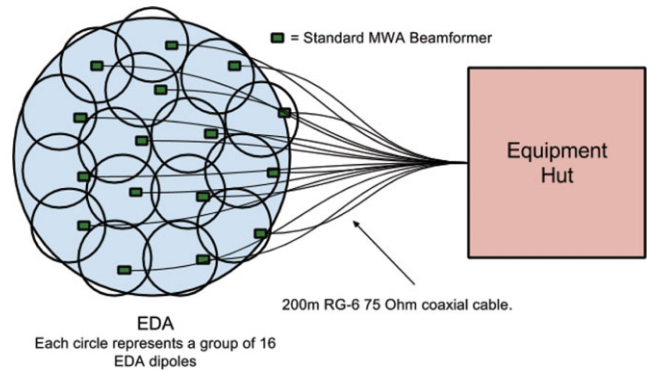 = Standard MWA Beamformer
Equipment
Hut
200m RG-6 75 Ohm coaxial cable.
EDA
Each circle represents a group of 16
EDA dipoles